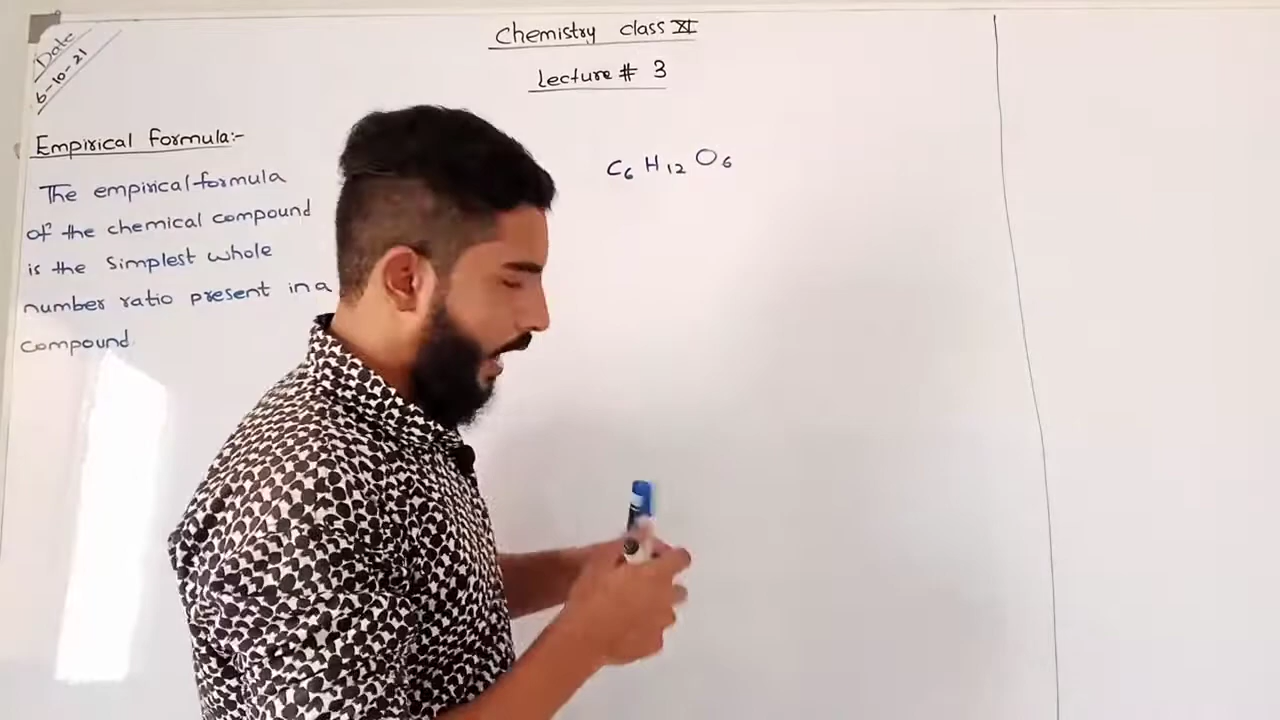 Date
6-10-21
Chemistry class XI
Lecture # 3
Empirical formula:-
The empirical formula
of the chemical compound
is the simplest whole
number ratio present in a
compound.
C6 H12 O6